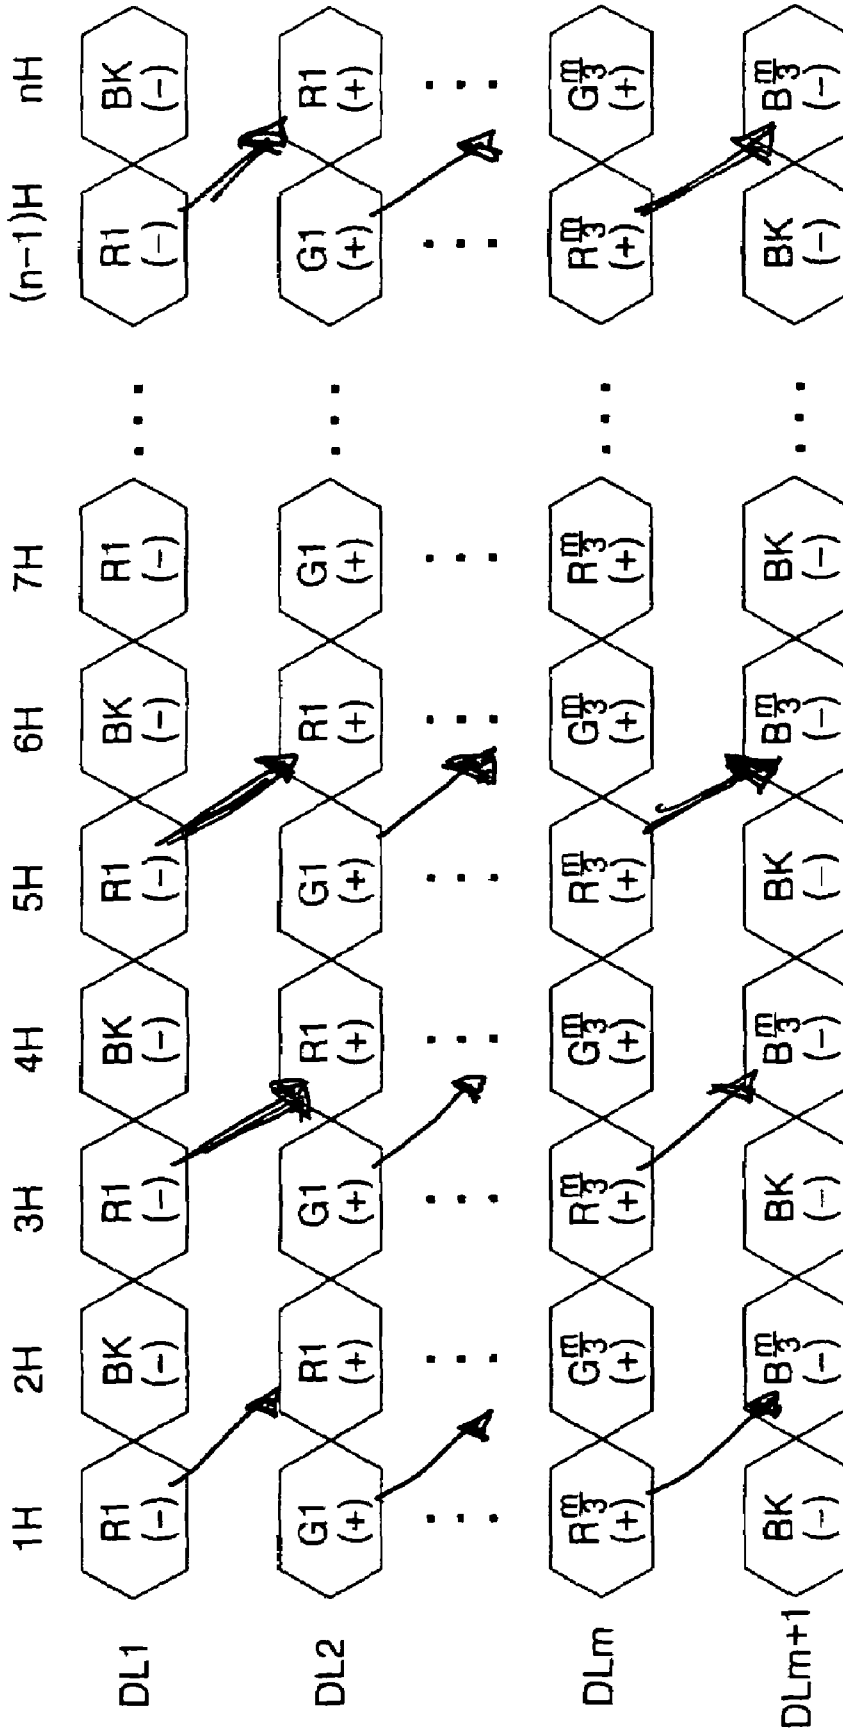 1H 2H 3H 4H 5H 6H 7H (n−1)H nH
DL1 R1 BK R1 BK R1 BK R1 ... R1 BK
(−) (−) (−) (−) (−) (−) (−) (−) (−)
DL2 G1 R1 G1 R1 G1 R1 G1 ... G1 R1
(+) (+) (+) (+) (+) (+) (+) (+) (+)
... ... ... ... ... ... ... ... ...
DLm R m/3 G m/3 R m/3 G m/3 R m/3 G m/3 R m/3 ... R m/3 G m/3
(+) (+) (+) (+) (+) (+) (+) (+) (+)
DLm+1 BK B m/3 BK B m/3 BK B m/3 BK ... BK B m/3
(−) (−) (−) (−) (−) (−) (−) (−) (−)